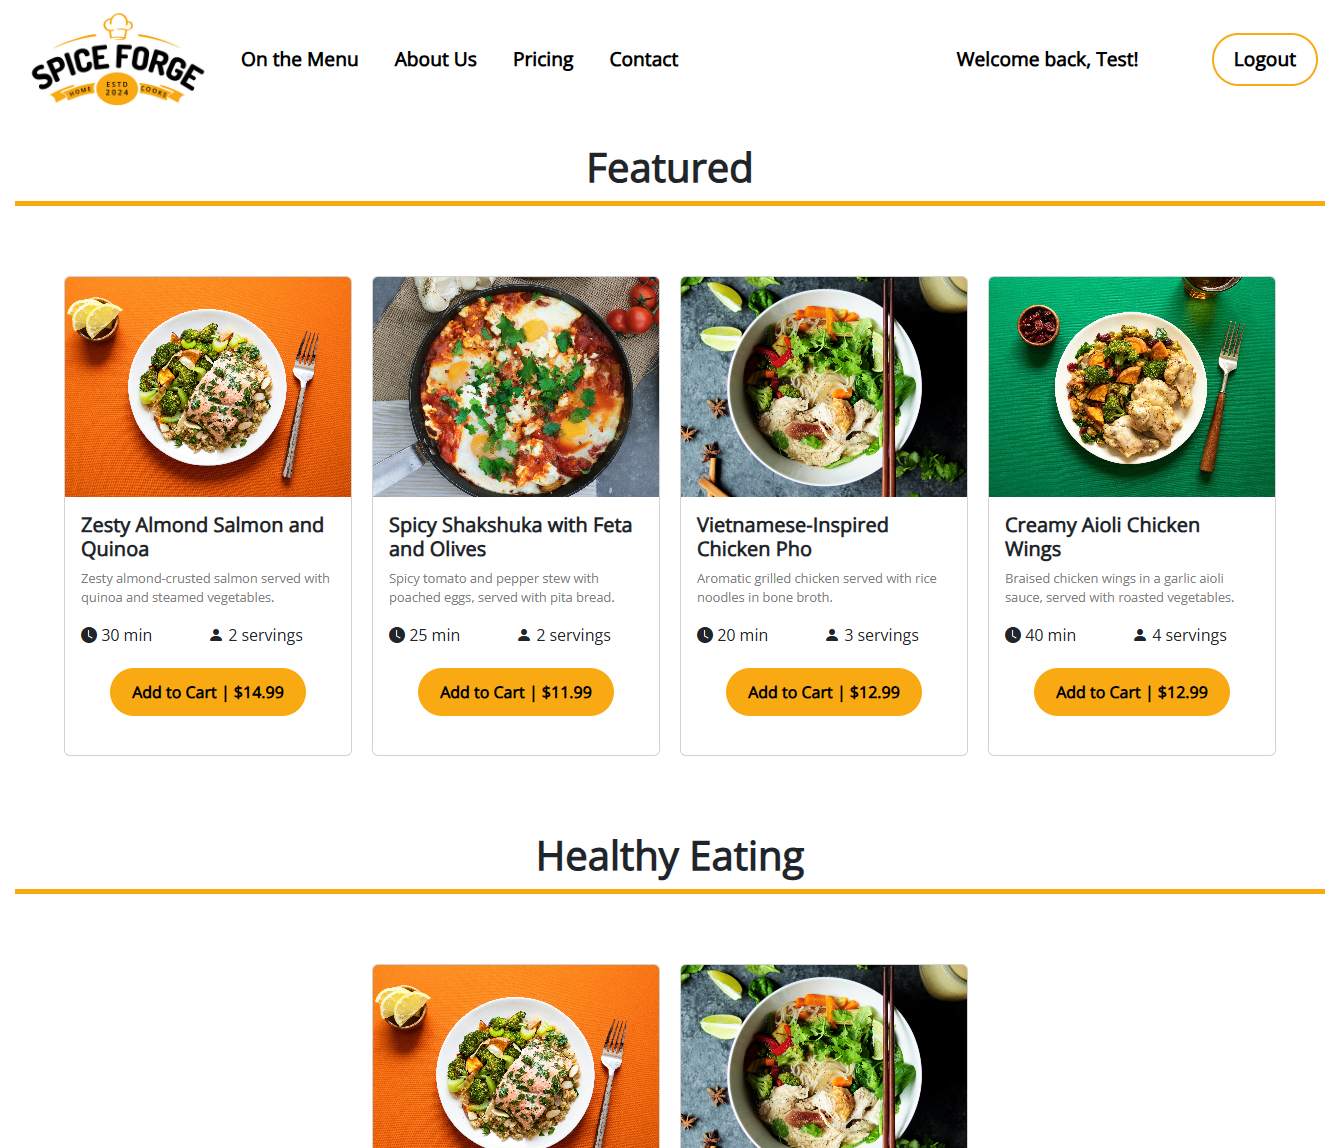 SPICE FORGE
HOME ESTD 2024 COOKS
On the Menu
About Us
Pricing
Contact
Welcome back, Test!
Logout
Featured
Zesty Almond Salmon and
Quinoa
Zesty almond-crusted salmon served with
quinoa and steamed vegetables.
30 min
2 servings
Add to Cart | $14.99
Spicy Shakshuka with Feta
and Olives
Spicy tomato and pepper stew with
poached eggs, served with pita bread.
25 min
2 servings
Add to Cart | $11.99
Vietnamese-Inspired
Chicken Pho
Aromatic grilled chicken served with rice
noodles in bone broth.
20 min
3 servings
Add to Cart | $12.99
Creamy Aioli Chicken
Wings
Braised chicken wings in a garlic aioli
sauce, served with roasted vegetables.
40 min
4 servings
Add to Cart | $12.99
Healthy Eating